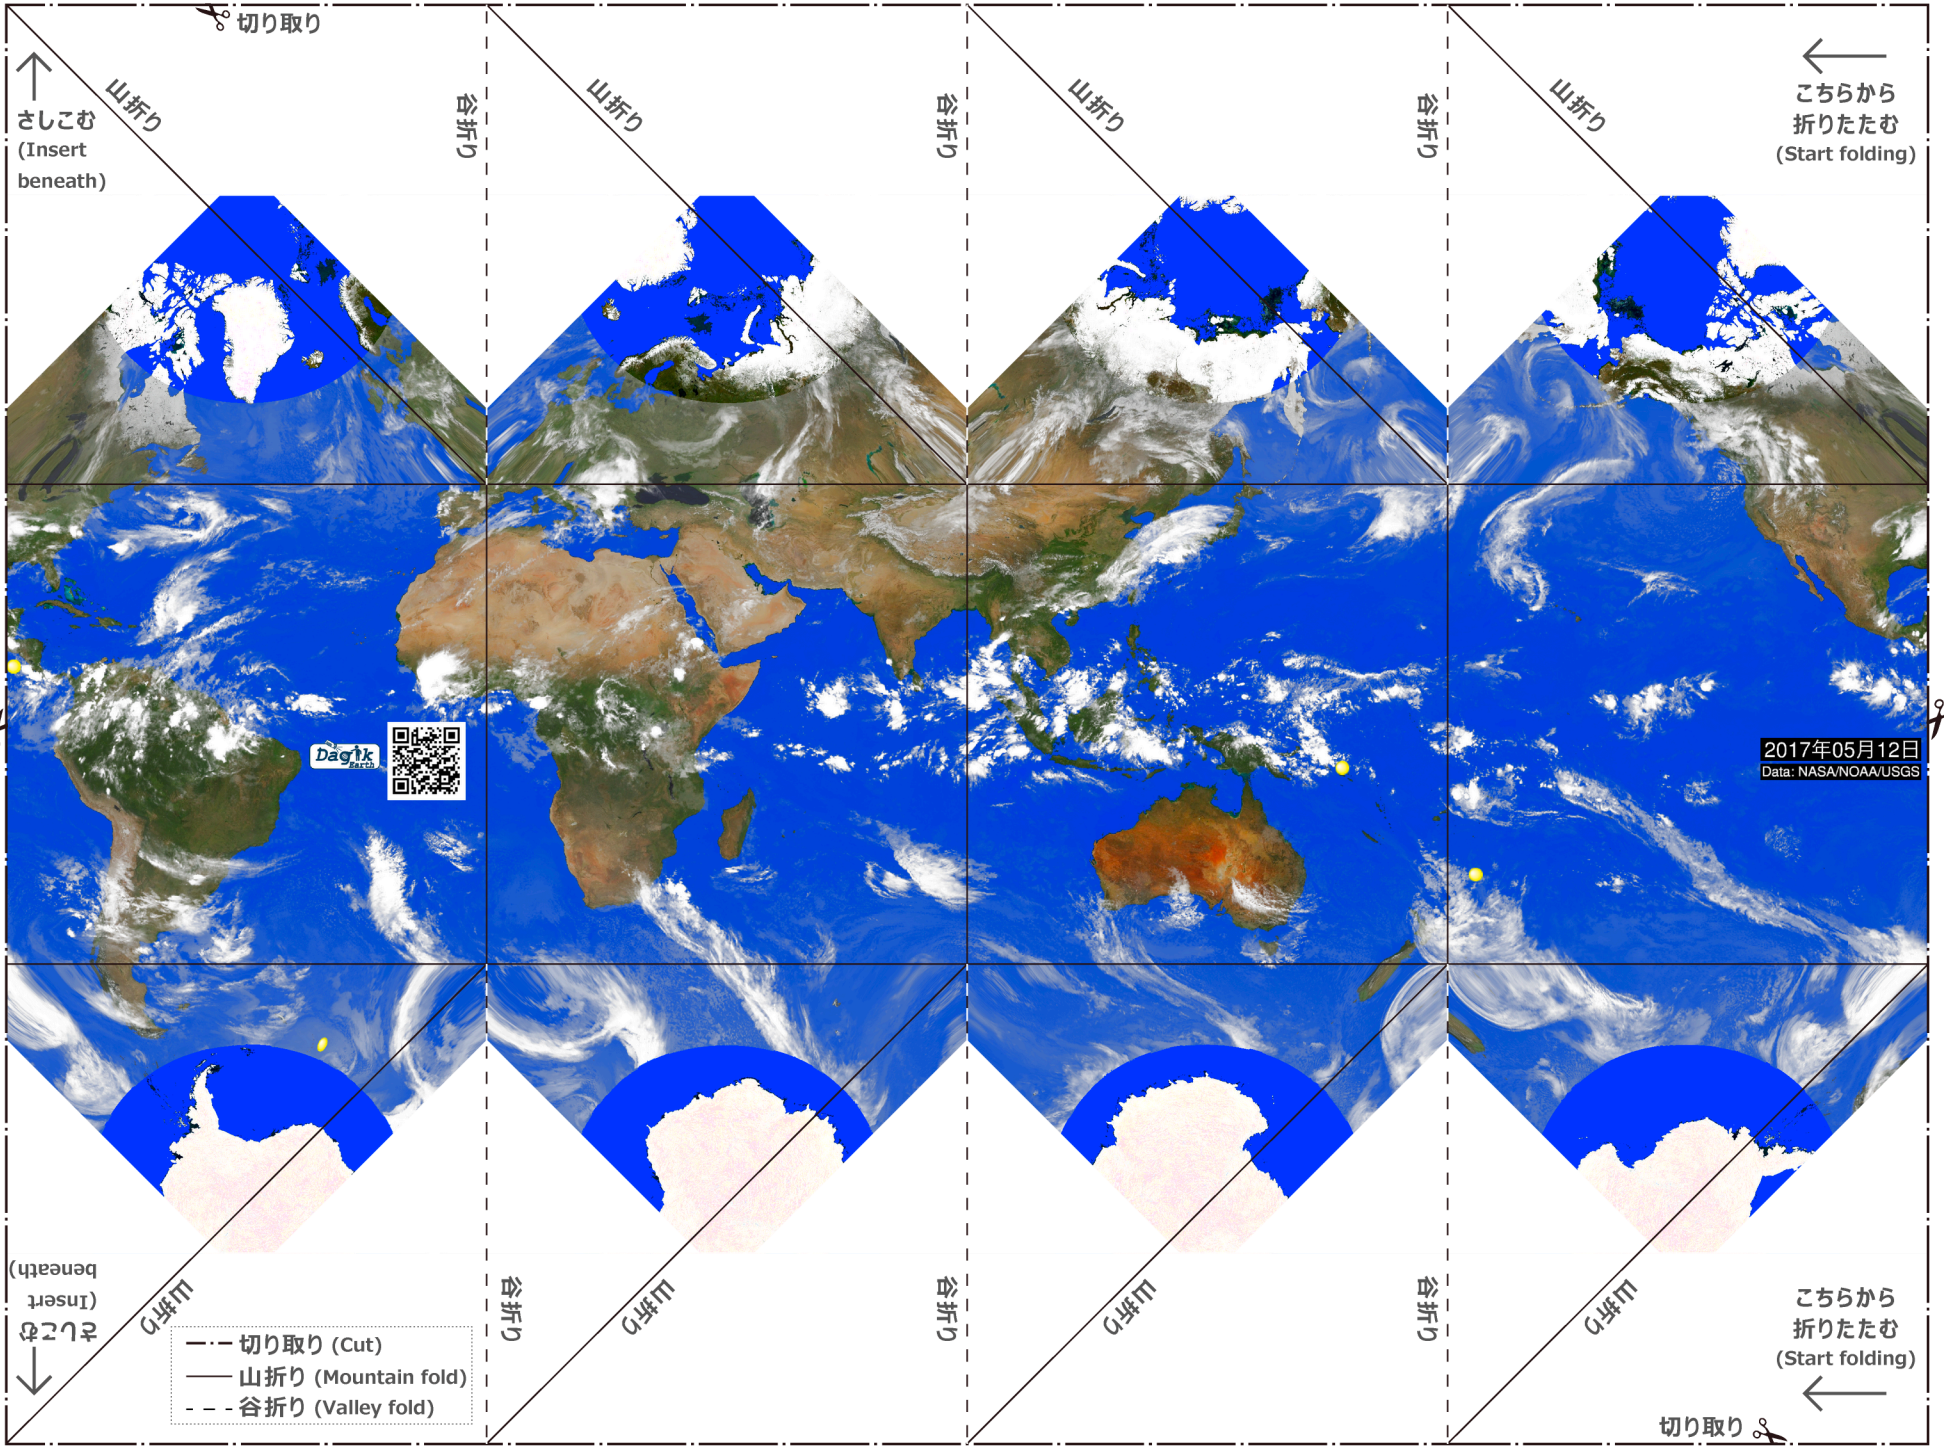 切り取り
山折り
谷折り
山折り
谷折り
山折り
谷折り
山折り
こちらから
折りたたむ
(Start folding)
さしこむ
(Insert
beneath)
Dagik
Earth
2017年05月12日
Data: NASA/NOAA/USGS
さしこむ
(Insert
beneath)
山折り
谷折り
山折り
谷折り
山折り
谷折り
山折り
こちらから
折りたたむ
(Start folding)
切り取り (Cut)
山折り (Mountain fold)
谷折り (Valley fold)
切り取り